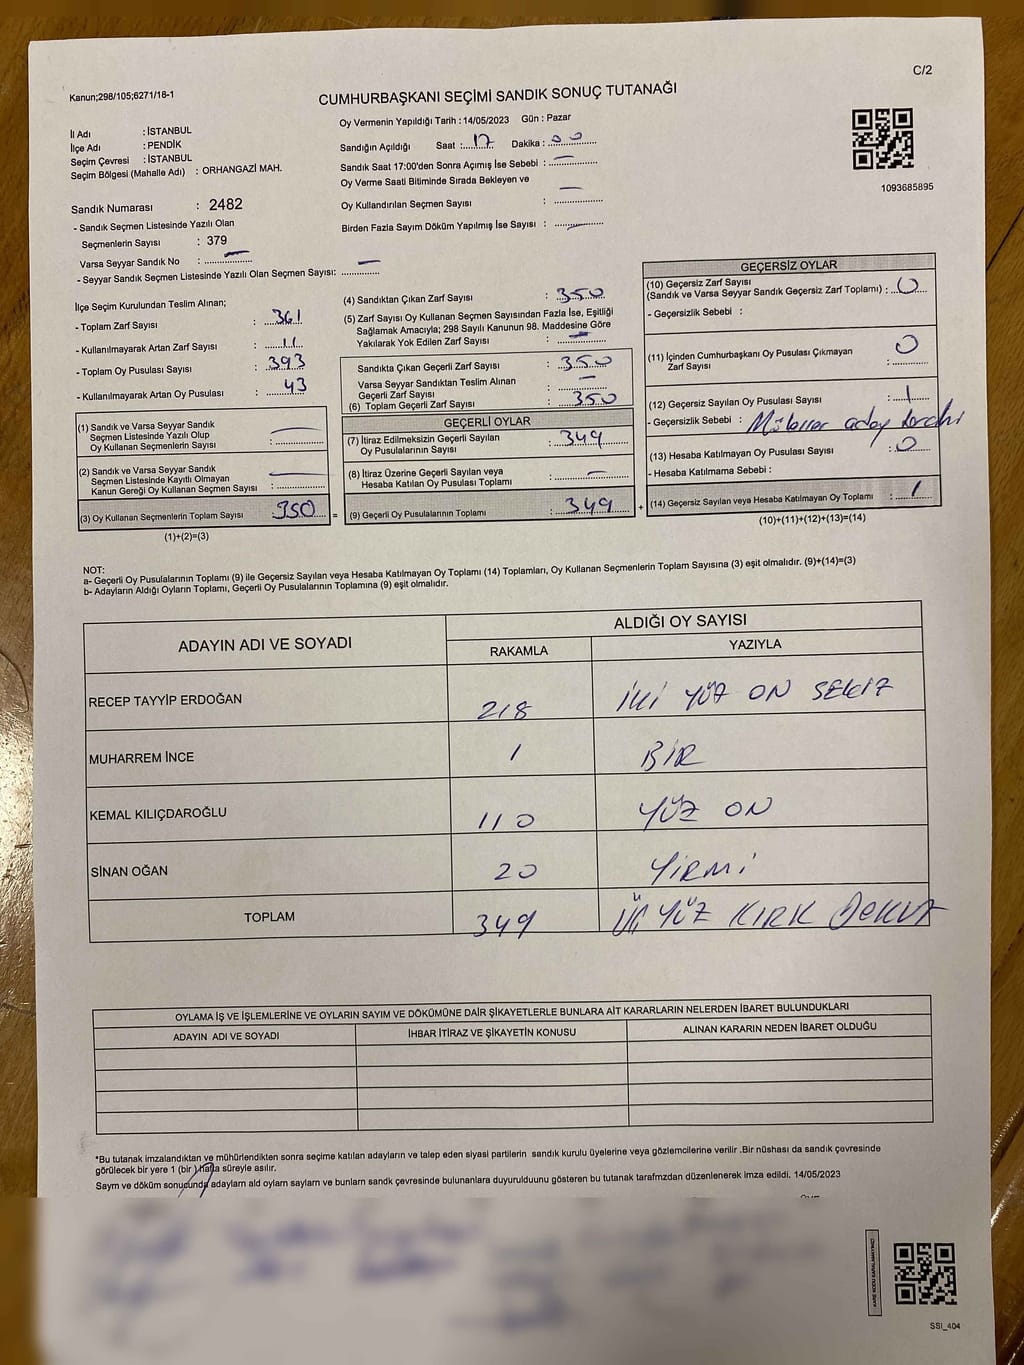 C/2
Kanun;298/105;6271/18-1
CUMHURBAŞKANI SEÇİMİ SANDIK SONUÇ TUTANAĞI
İl Adı : İSTANBUL
İlçe Adı : PENDİK
Seçim Çevresi : İSTANBUL
Seçim Bölgesi (Mahalle Adı) : ORHANGAZİ MAH.
Sandık Numarası : 2482
- Sandık Seçmen Listesinde Yazılı Olan
Seçmenlerin Sayısı : 379
Varsa Seyyar Sandık No : —
- Seyyar Sandık Seçmen Listesinde Yazılı Olan Seçmen Sayısı: —
Oy Vermenin Yapıldığı Tarih : 14/05/2023 Gün : Pazar
Sandığın Açıldığı Saat : 17 Dakika : 00
Sandık Saat 17:00'den Sonra Açımış İse Sebebi : —
Oy Verme Saati Bitiminde Sırada Bekleyen ve
Oy Kullandırılan Seçmen Sayısı : —
Birden Fazla Sayım Döküm Yapılmış İse Sayısı : —
1093685895
İlçe Seçim Kurulundan Teslim Alınan;
- Toplam Zarf Sayısı : 361
- Kullanılmayarak Artan Zarf Sayısı : 11
- Toplam Oy Pusulası Sayısı : 393
- Kullanılmayarak Artan Oy Pusulası : 43
(1) Sandık ve Varsa Seyyar Sandık
Seçmen Listesinde Yazılı Olup
Oy Kullanan Seçmenlerin Sayısı : —
(2) Sandık ve Varsa Seyyar Sandık
Seçmen Listesinde Kayıtlı Olmayan
Kanun Gereği Oy Kullanan Seçmen Sayısı : —
(3) Oy Kullanan Seçmenlerin Toplam Sayısı 350 =
(1)+(2)=(3)
(4) Sandıktan Çıkan Zarf Sayısı : 350
(5) Zarf Sayısı Oy Kullanan Seçmen Sayısından Fazla İse, Eşitliği
Sağlamak Amacıyla; 298 Sayılı Kanunun 98. Maddesine Göre
Yakılarak Yok Edilen Zarf Sayısı : —
Sandıkta Çıkan Geçerli Zarf Sayısı : 350
Varsa Seyyar Sandıktan Teslim Alınan
Geçerli Zarf Sayısı : —
(6) Toplam Geçerli Zarf Sayısı : 350
GEÇERLİ OYLAR
(7) İtiraz Edilmeksizin Geçerli Sayılan
Oy Pusulasının Sayısı : 349
(8) İtiraz Üzerine Geçerli Sayılan veya
Hesaba Katılan Oy Pusulası Toplamı : —
(9) Geçerli Oy Pusulalarının Toplamı : 349 +
GEÇERSİZ OYLAR
(10) Geçersiz Zarf Sayısı
(Sandık ve Varsa Seyyar Sandık Geçersiz Zarf Toplamı) : 0
- Geçersizlik Sebebi :
(11) İçinden Cumhurbaşkanı Oy Pusulası Çıkmayan
Zarf Sayısı : 0
(12) Geçersiz Sayılan Oy Pusulası Sayısı : 1
- Geçersizlik Sebebi : aday
(13) Hesaba Katılmayan Oy Pusulası Sayısı : 0
- Hesaba Katılmama Sebebi :
(14) Geçersiz Sayılan veya Hesaba Katılmayan Oy Toplamı : 1
(10)+(11)+(12)+(13)=(14)
NOT:
a- Geçerli Oy Pusulalarının Toplamı (9) ile Geçersiz Sayılan veya Hesaba Katılmayan Oy Toplamı (14) Toplamları, Oy Kullanan Seçmenlerin Toplam Sayısına (3) eşit olmalıdır. (9)+(14)=(3)
b- Adayların Aldığı Oyların Toplamı, Geçerli Oy Pusulalarının Toplamına (9) eşit olmalıdır.
ADAYIN ADI VE SOYADI ALDIĞI OY SAYISI
RAKAMLA YAZIYLA
RECEP TAYYİP ERDOĞAN 218 İKİ YÜZ ON SEKİZ
MUHARREM İNCE 1 BİR
KEMAL KILIÇDAROĞLU 110 YÜZ ON
SİNAN OĞAN 20 YİRMİ
TOPLAM 349 ÜÇ YÜZ KIRK DOKUZ
OYLAMA İŞ VE İŞLEMLERİNE VE OYLARIN SAYIM VE DÖKÜMÜNE DAİR ŞİKAYETLERLE BUNLARA AİT KARARLARIN NELERDEN İBARET BULUNDUKLARI
ADAYIN ADI VE SOYADI İHBAR İTİRAZ VE ŞİKAYETİN KONUSU ALINAN KARARIN NEDEN İBARET OLDUĞU
*Bu tutanak imzalandıktan ve mühürlendikten sonra seçime katılan adayların ve talep eden siyasi partilerin sandık kurulu üyelerine veya gözlemcilerine verilir .Bir nüshası da sandık çevresinde
görülecek bir yere 1 (bir ) hafta süreyle asılır.
Sayım ve döküm sonucunda adayların ald oyların sayları ve bunların sandık çevresinde bulunanlara duyurulduunu gösteren bu tutanak tarafmzdan düzenlenerek imza edildi. 14/05/2023
KARE KODU KARALAMAYINIZ!
SSI_404